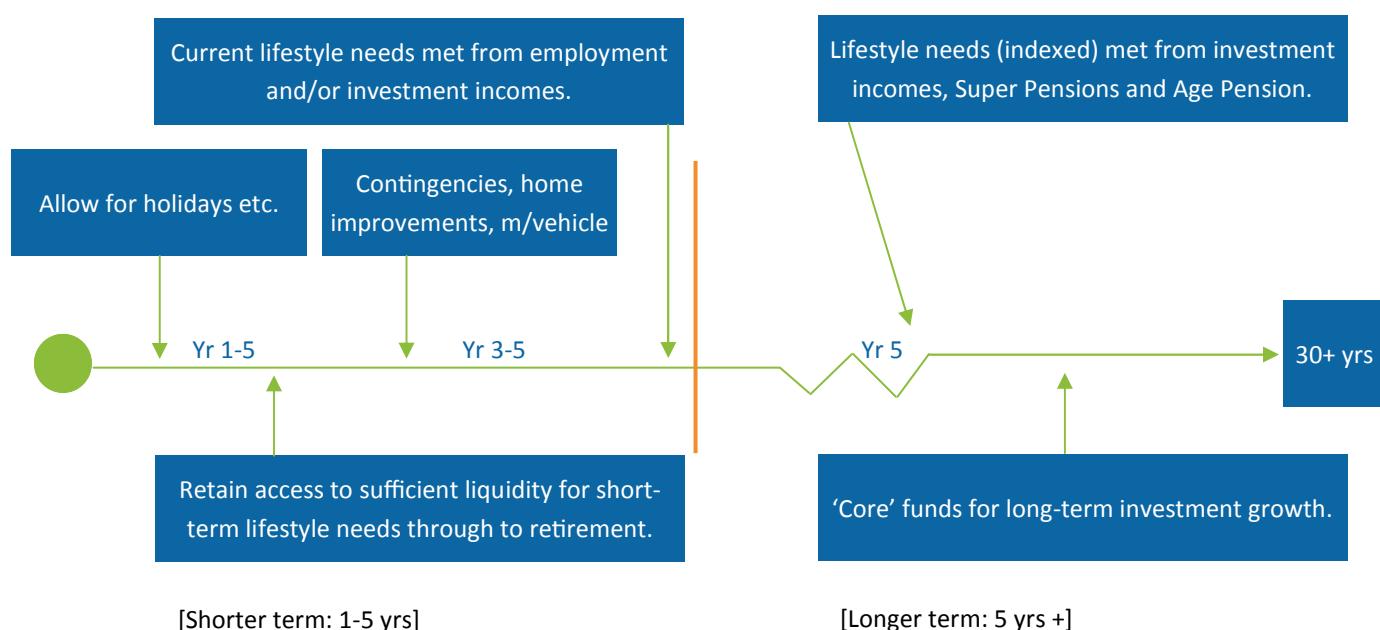 Current lifestyle needs met from employment
and/or investment incomes.
Lifestyle needs (indexed) met from investment
incomes, Super Pensions and Age Pension.
Allow for holidays etc.
Contingencies, home
improvements, m/vehicle
Yr 1-5
Yr 3-5
Yr 5
30+ yrs
Retain access to sufficient liquidity for short-
term lifestyle needs through to retirement.
‘Core’ funds for long-term investment growth.
[Shorter term: 1-5 yrs]
[Longer term: 5 yrs +]